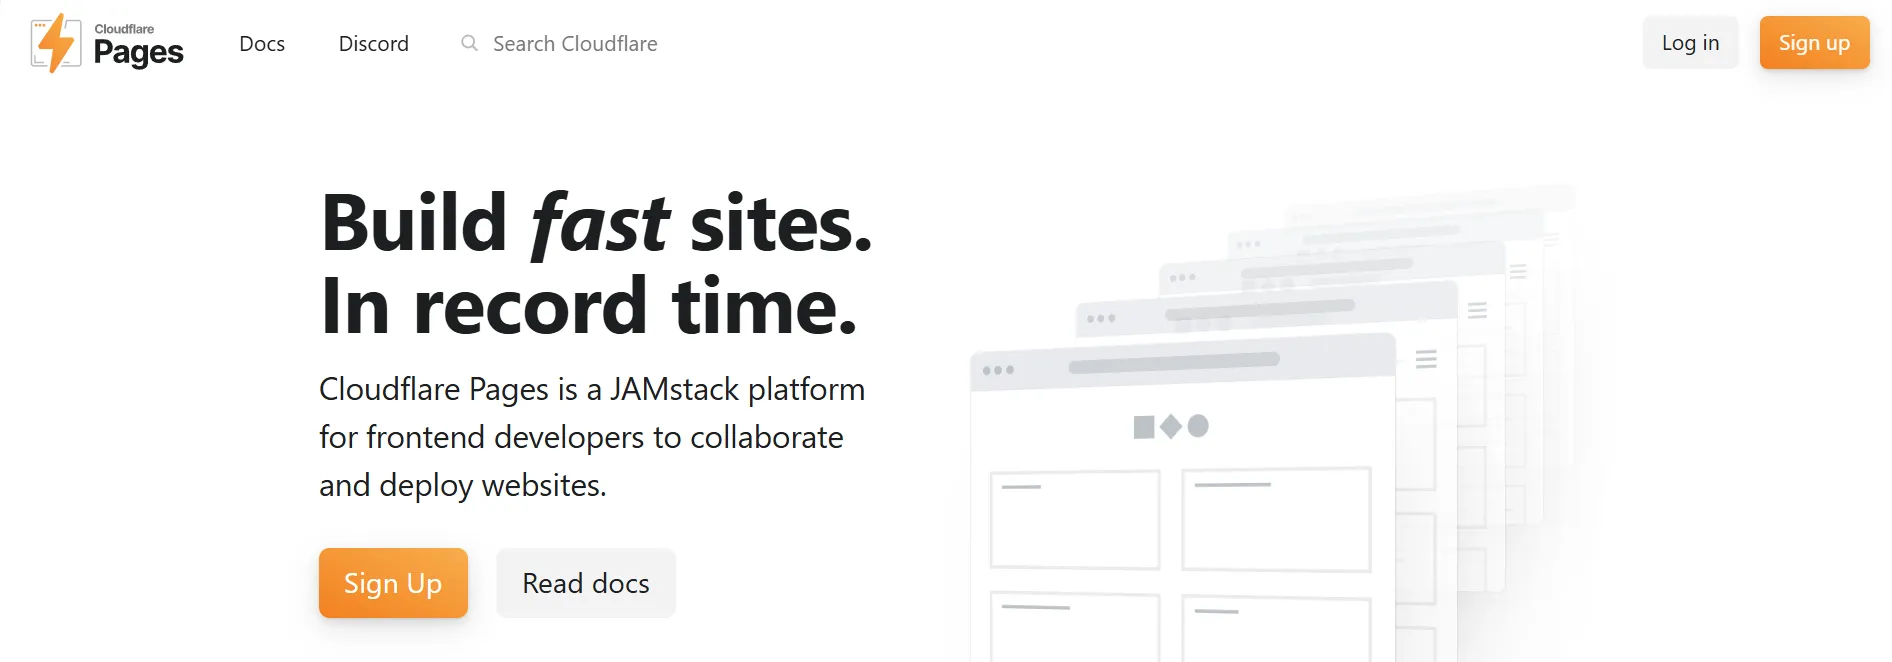 Cloudflare
Pages
Docs
Discord
Search Cloudflare
Log in
Sign up
Build fast sites.
In record time.
Cloudflare Pages is a JAMstack platform
for frontend developers to collaborate
and deploy websites.
Sign Up
Read docs